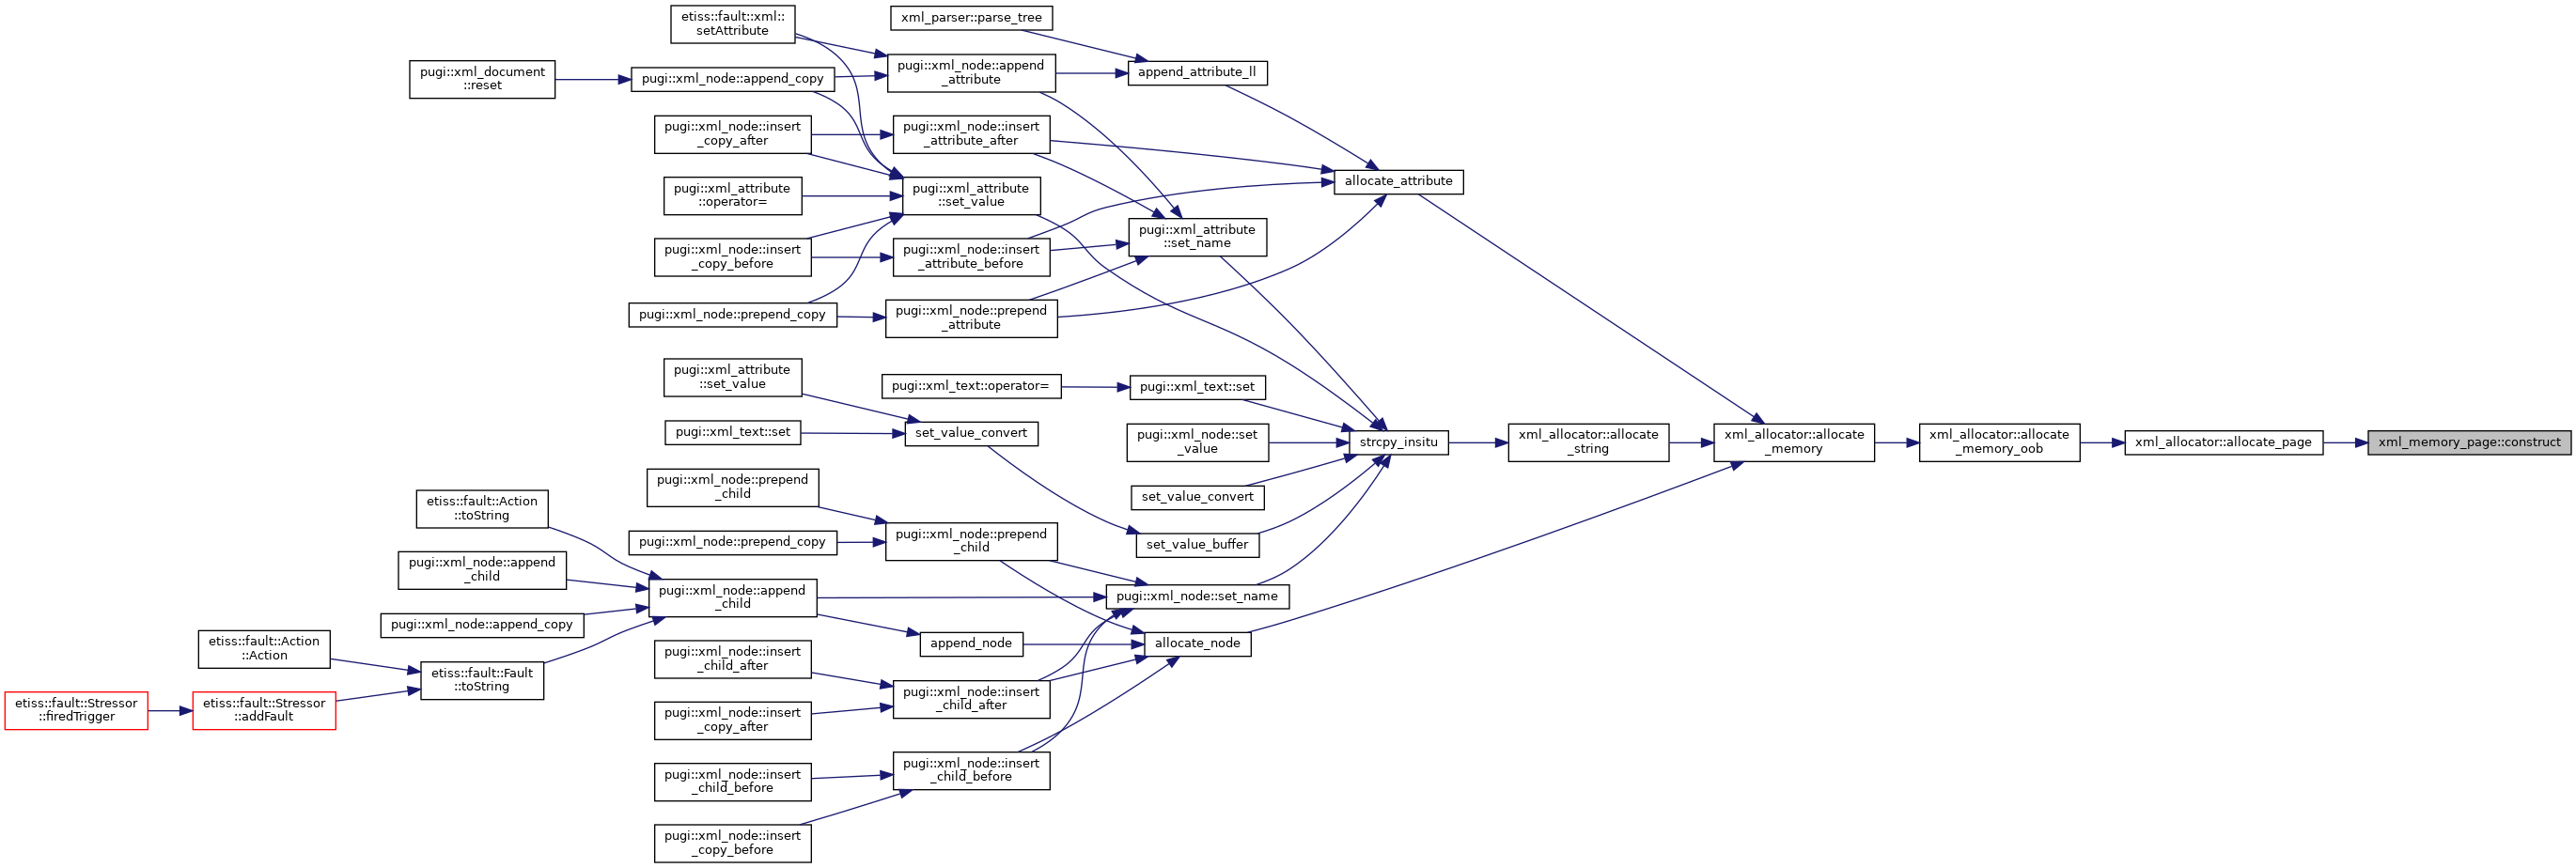 etiss::fault::xml::
setAttribute
xml_parser::parse_tree
pugi::xml_document
::reset
pugi::xml_node::append_copy
pugi::xml_node::append
_attribute
append_attribute_ll
pugi::xml_node::insert
_copy_after
pugi::xml_node::insert
_attribute_after
pugi::xml_attribute
::operator=
pugi::xml_attribute
::set_value
allocate_attribute
pugi::xml_node::insert
_copy_before
pugi::xml_node::insert
_attribute_before
pugi::xml_attribute
::set_name
pugi::xml_node::prepend_copy
pugi::xml_node::prepend
_attribute
pugi::xml_attribute
::set_value
pugi::xml_text::operator=
pugi::xml_text::set
pugi::xml_text::set
set_value_convert
pugi::xml_node::set
_value
strcpy_insitu
xml_allocator::allocate
_string
xml_allocator::allocate
_memory
xml_allocator::allocate
_memory_oob
xml_allocator::allocate_page
xml_memory_page::construct
pugi::xml_node::prepend
_child
set_value_convert
etiss::fault::Action
::toString
pugi::xml_node::prepend_copy
pugi::xml_node::prepend
_child
set_value_buffer
pugi::xml_node::append
_child
pugi::xml_node::append
_child
pugi::xml_node::set_name
pugi::xml_node::append_copy
etiss::fault::Action
::Action
append_node
allocate_node
pugi::xml_node::insert
_child_after
etiss::fault::Fault
::toString
pugi::xml_node::insert
_child_after
etiss::fault::Stressor
::firedTrigger
etiss::fault::Stressor
::addFault
pugi::xml_node::insert
_copy_after
pugi::xml_node::insert
_child_before
pugi::xml_node::insert
_child_before
pugi::xml_node::insert
_copy_before